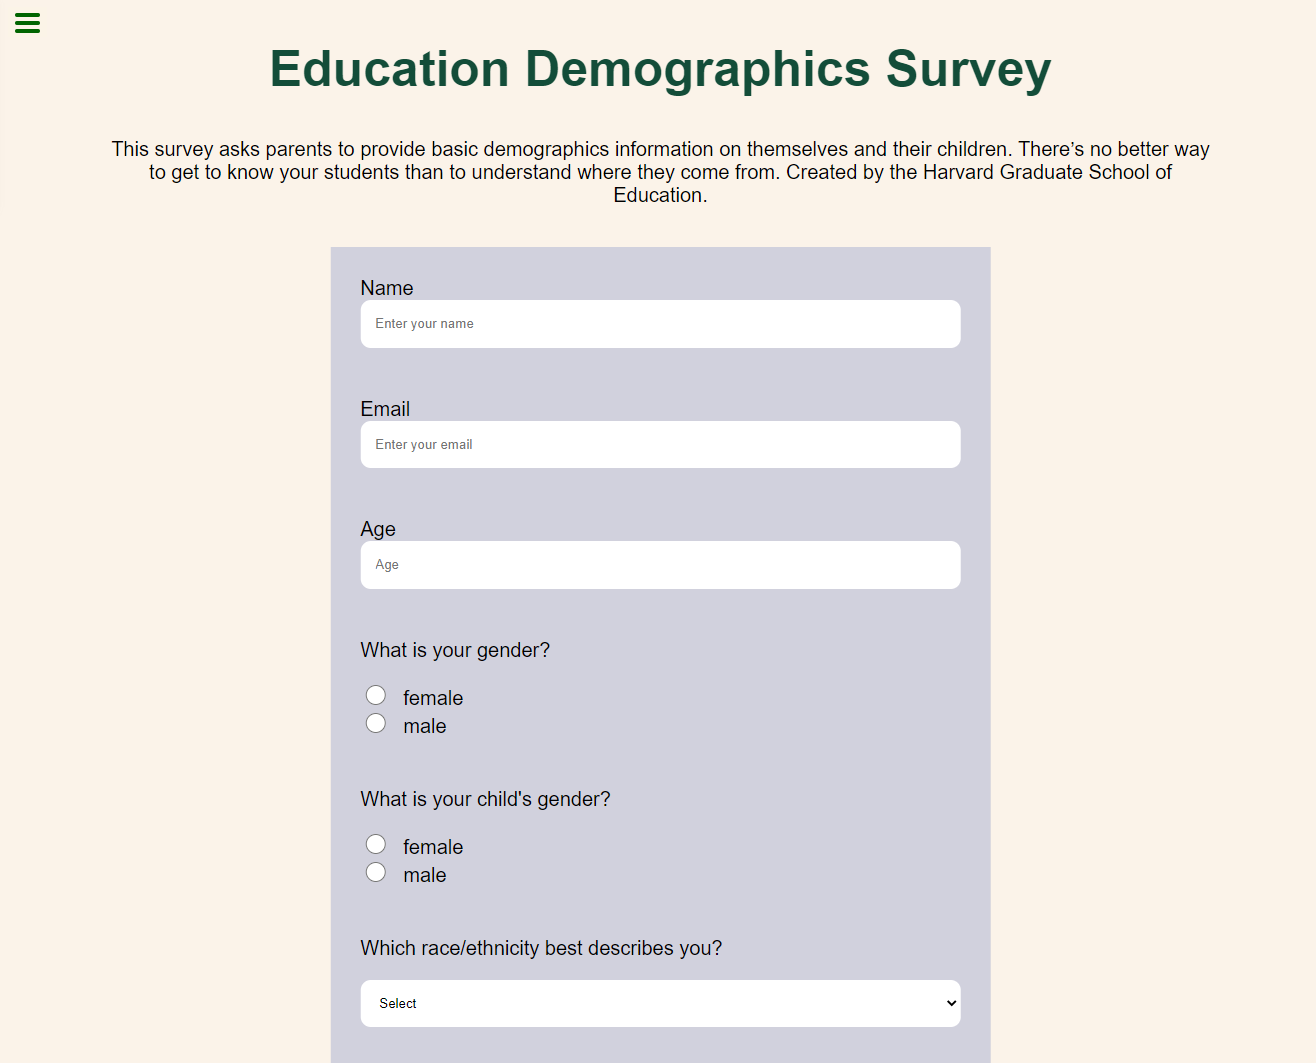 Education Demographics Survey
This survey asks parents to provide basic demographics information on themselves and their children. There’s no better way
to get to know your students than to understand where they come from. Created by the Harvard Graduate School of
Education.
Name
Enter your name
Email
Enter your email
Age
Age
What is your gender?
female
male
What is your child's gender?
female
male
Which race/ethnicity best describes you?
Select